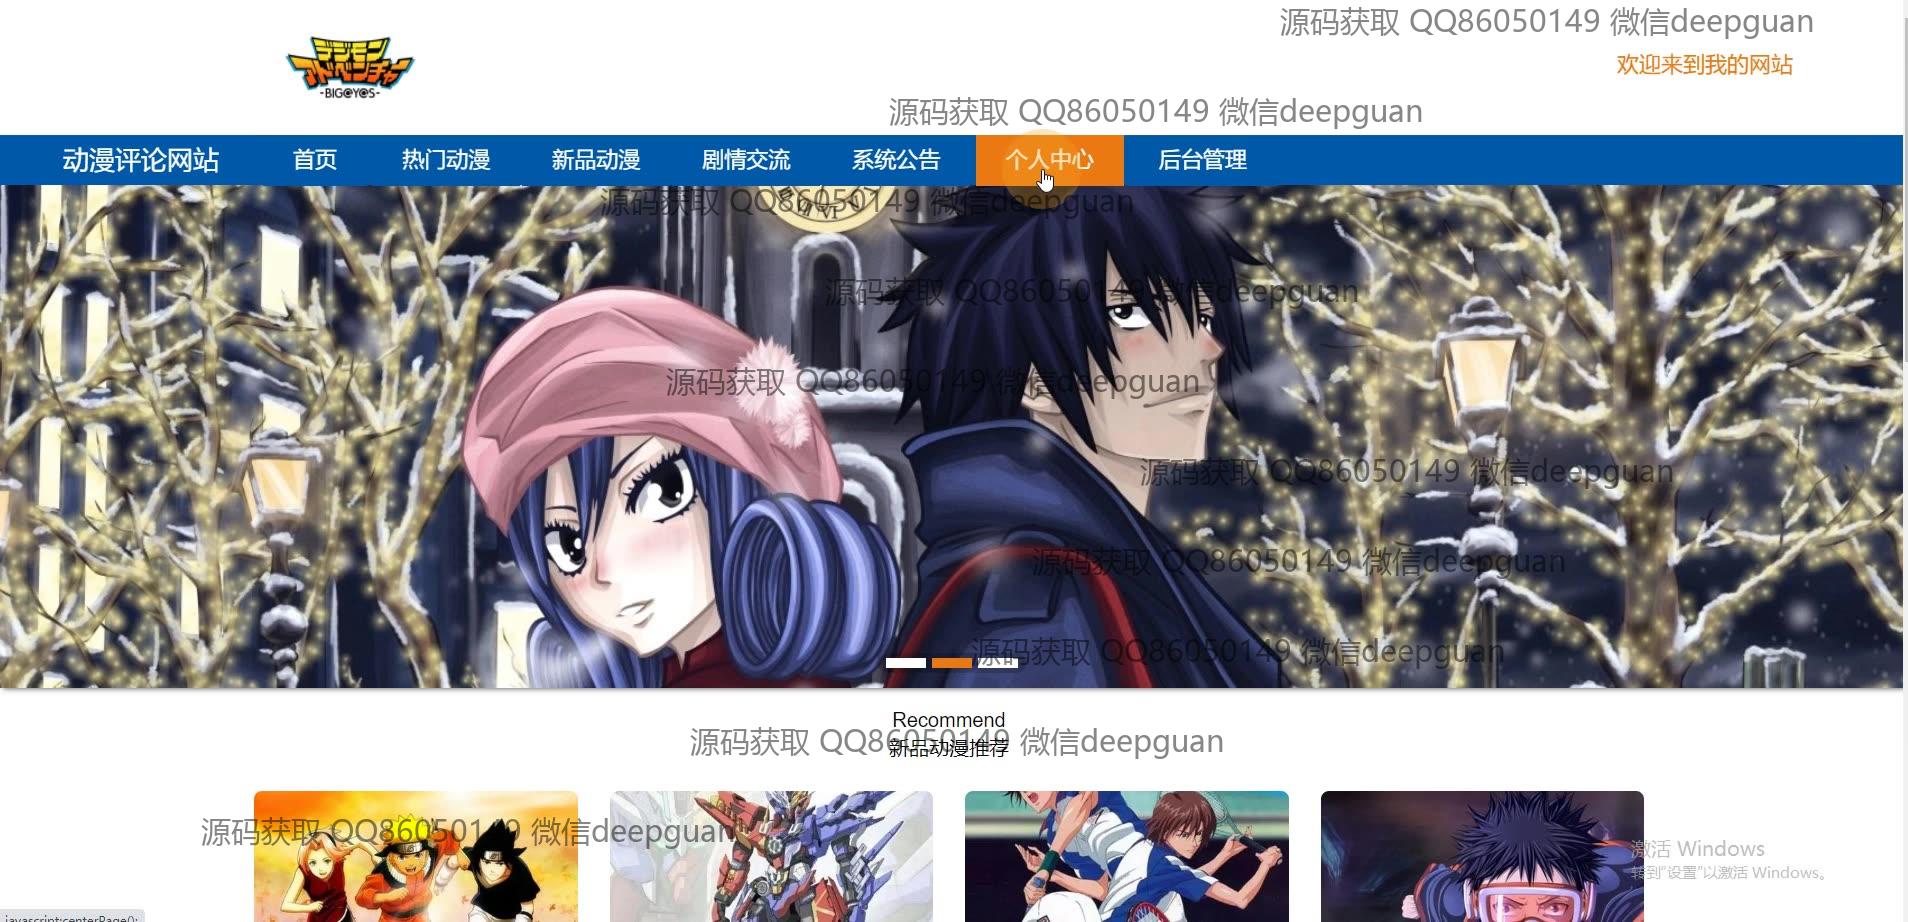 源码获取 QQ86050149 微信deepguan
デジモン
アドベンチャー
-BIG@Y@S-
欢迎来到我的网站
源码获取 QQ86050149 微信deepguan
动漫评论网站 首页 热门动漫 新品动漫 剧情交流 系统公告 个人中心 后台管理
源码获取 QQ86050149 微信deepguan
源码获取 QQ86050149 微信deepguan
源码获取 QQ86050149 微信deepguan
源码获取 QQ86050149 微信deepguan
源码获取 QQ86050149 微信deepguan
源码获取 QQ86050149 微信deepguan
Recommend
源码获取 QQ86050149 微信deepguan
新品动漫推荐
源码获取 QQ86050149 微信deepguan
激活 Windows
转到"设置"以激活 Windows。
javascript:centerPage();